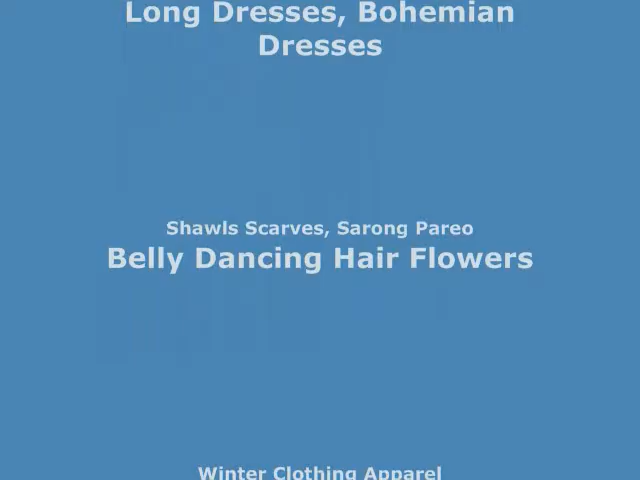 Long Dresses, Bohemian
Dresses
Shawls Scarves, Sarong Pareo
Belly Dancing Hair Flowers
Winter Clothing Apparel